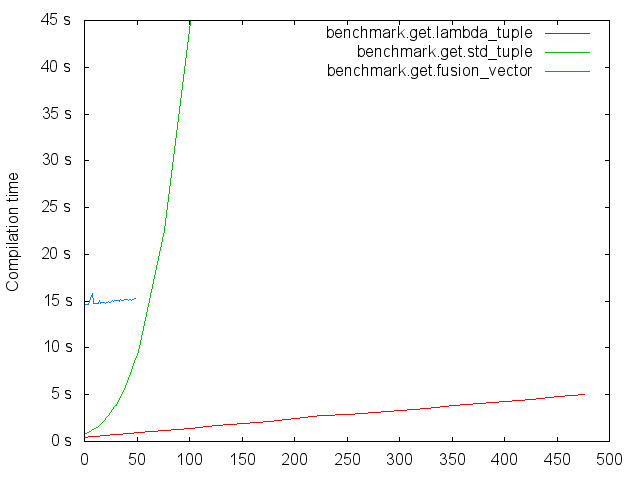 benchmark.get.lambda_tuple
benchmark.get.std_tuple
benchmark.get.fusion_vector
45 s
40 s
35 s
30 s
25 s
20 s
15 s
10 s
5 s
0 s
Compilation time
0 50 100 150 200 250 300 350 400 450 500